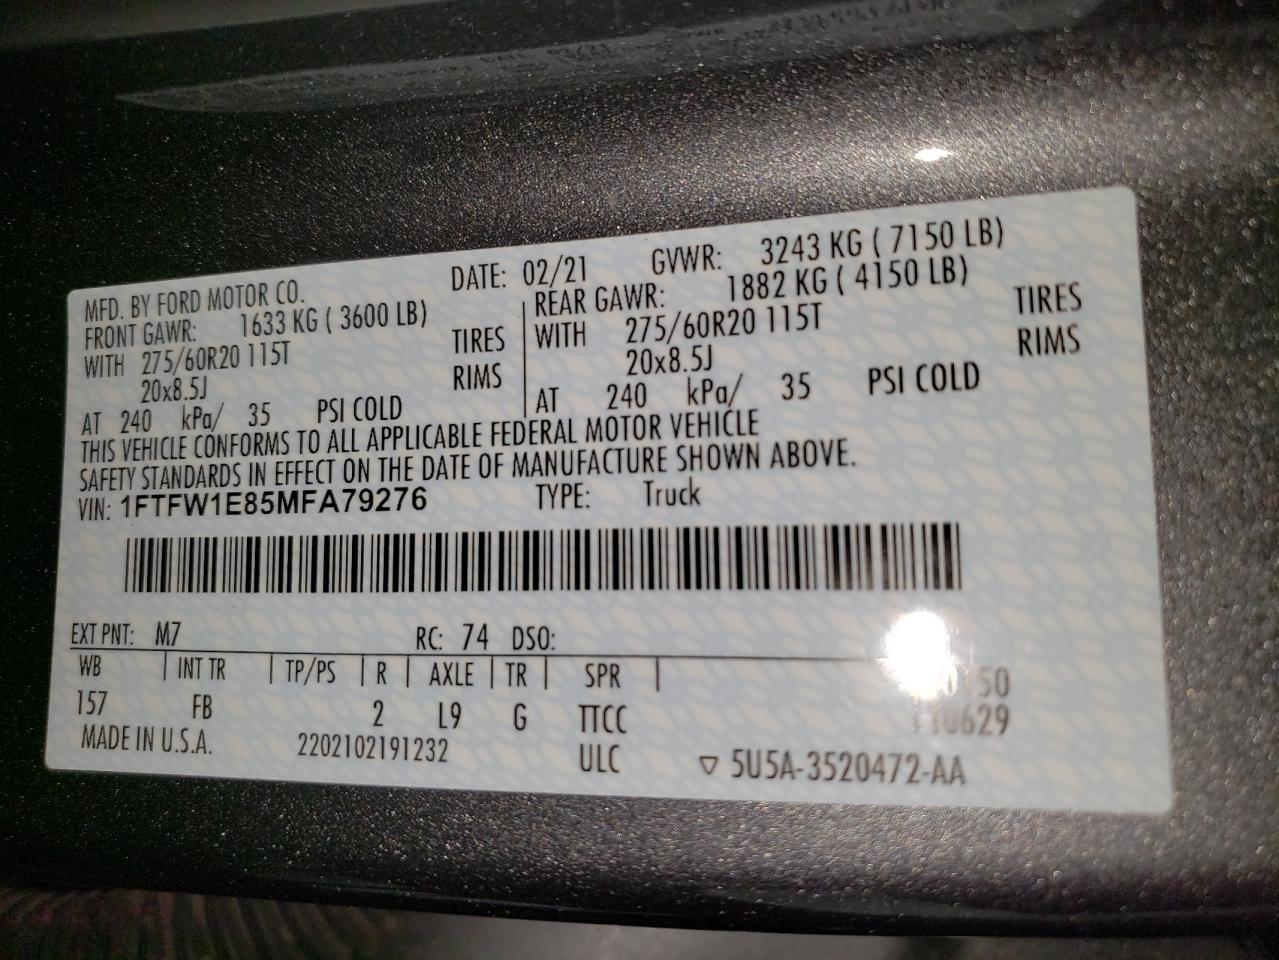 MFD. BY FORD MOTOR CO. DATE: 02/21 GVWR: 3243 KG ( 7150 LB)
FRONT GAWR: 1633 KG ( 3600 LB) REAR GAWR: 1882 KG ( 4150 LB)
WITH 275/60R20 115T TIRES WITH 275/60R20 115T TIRES
20x8.5J RIMS 20x8.5J RIMS
AT 240 kPa/ 35 PSI COLD AT 240 kPa/ 35 PSI COLD
THIS VEHICLE CONFORMS TO ALL APPLICABLE FEDERAL MOTOR VEHICLE
SAFETY STANDARDS IN EFFECT ON THE DATE OF MANUFACTURE SHOWN ABOVE.
VIN: 1FTFW1E85MFA79276 TYPE: Truck
EXT PNT: M7 RC: 74 DSO:
WB INT TR TP/PS R AXLE TR SPR
157 FB 2 L9 G TTCC
MADE IN U.S.A. 2202102191232 ULC ▽ 5U5A-3520472-AA